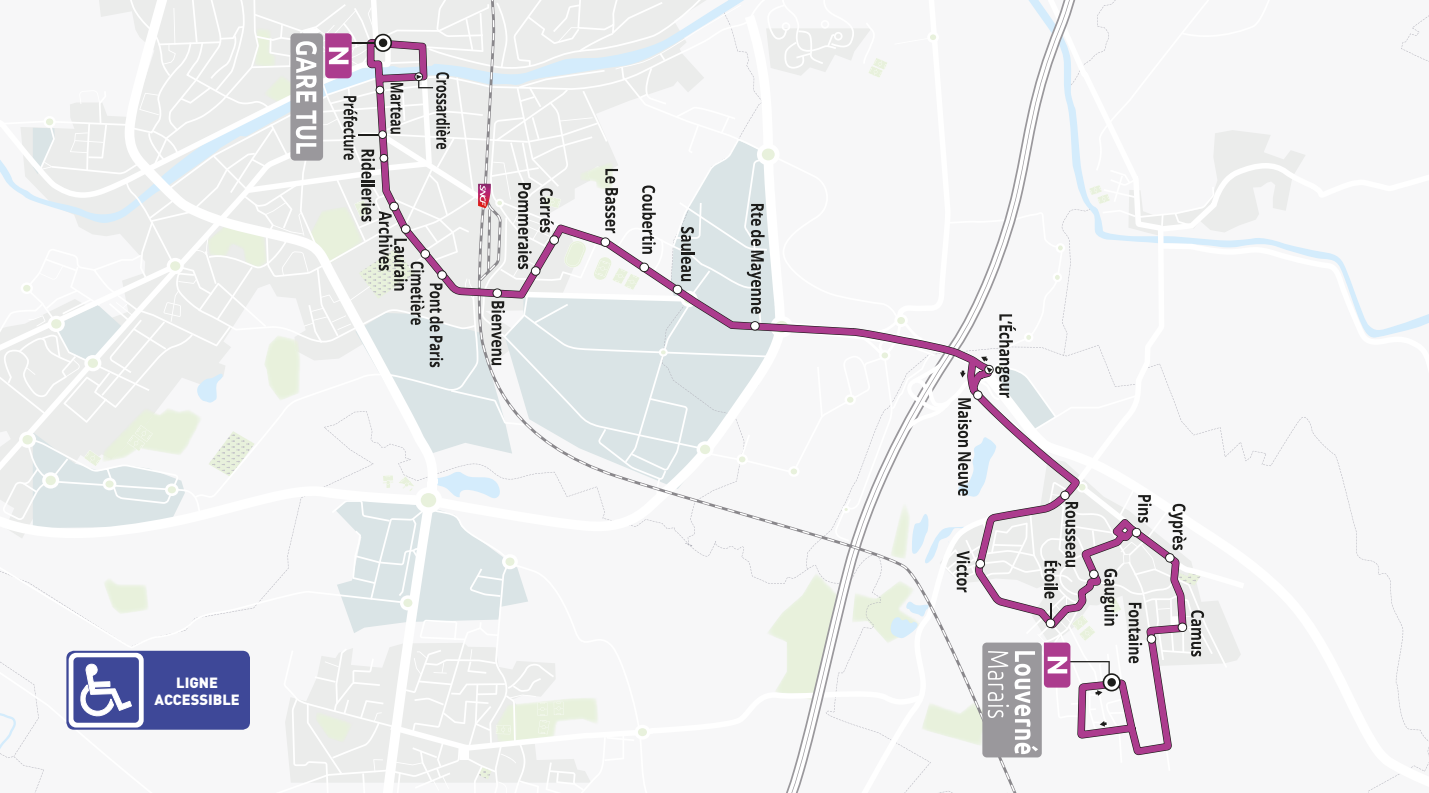 N
GARE TUL
Crossardière
Marteau
Préfecture
Ridelleries
Archives
Laurain
Cimetière
Pont de Paris
SNCF
Bienvenu
Pommeraies
Carrés
Le Basser
Coubertin
Sauleau
Rte de Mayenne
L'Échangeur
Maison Neuve
Rousseau
Victor
Étoile
Gauguin
Pins
Cyprès
Camus
Fontaine
N
Louverné
Marais
LIGNE
ACCESSIBLE